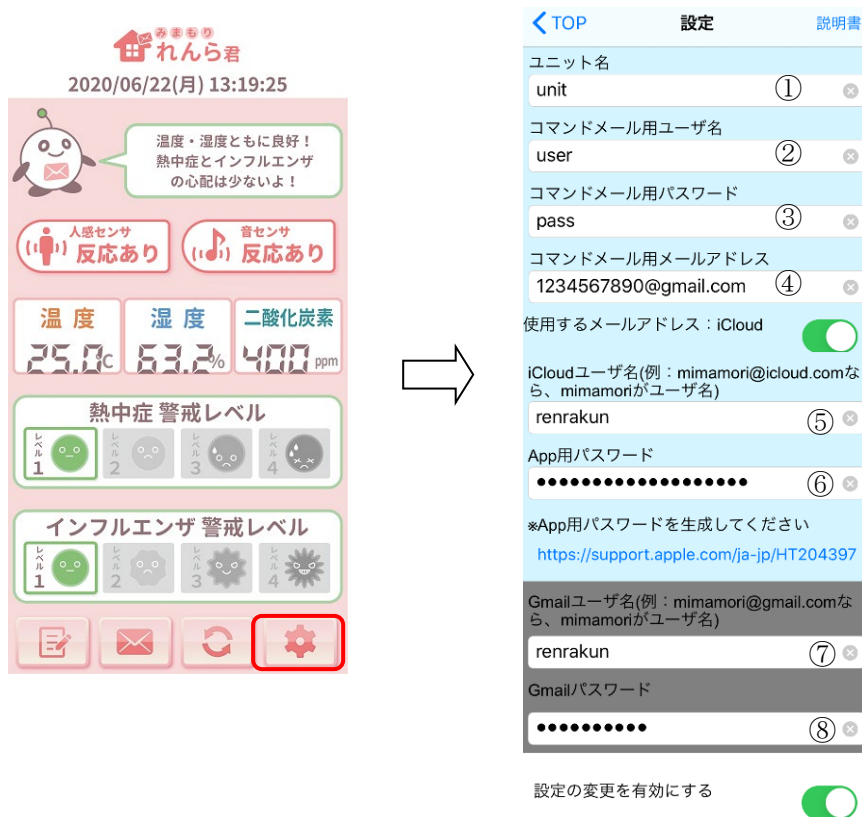 みまもり
れんら君
2020/06/22(月) 13:19:25
温度・湿度ともに良好！
熱中症とインフルエンザ
の心配は少ないよ！
人感センサ
反応あり
音センサ
反応あり
温度
25.0C
湿度
63.2%
二酸化炭素
400 ppm
熱中症 警戒レベル
レベル1
レベル2
レベル3
レベル4
インフルエンザ 警戒レベル
レベル1
レベル2
レベル3
レベル4
TOP
設定
説明書
ユニット名
unit ①
コマンドメール用ユーザ名
user ②
コマンドメール用パスワード
pass ③
コマンドメール用メールアドレス
1234567890@gmail.com ④
使用するメールアドレス：iCloud
iCloudユーザ名(例：mimamori@icloud.comな
ら、mimamoriがユーザ名)
renrakun ⑤
App用パスワード
●●●●●●●●●●●●●●●●●●● ⑥
※App用パスワードを生成してください
https://support.apple.com/ja-jp/HT204397
Gmailユーザ名(例：mimamori@gmail.comな
ら、mimamoriがユーザ名)
renrakun ⑦
Gmailパスワード
●●●●●●●●●● ⑧
設定の変更を有効にする